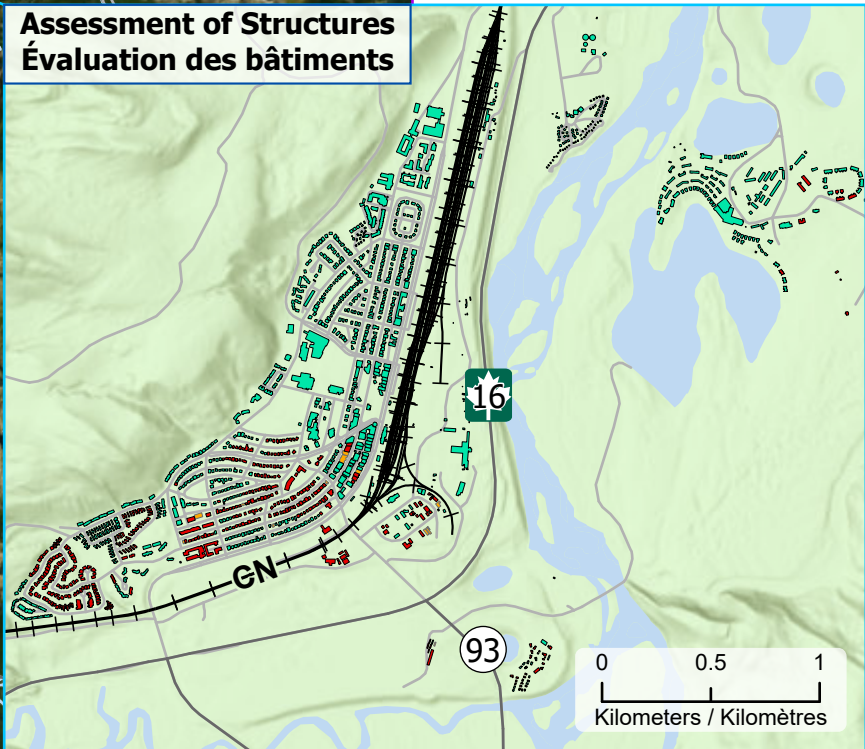 Assessment of Structures
Évaluation des bâtiments
16
CN
93
0 0.5 1
Kilometers / Kilomètres